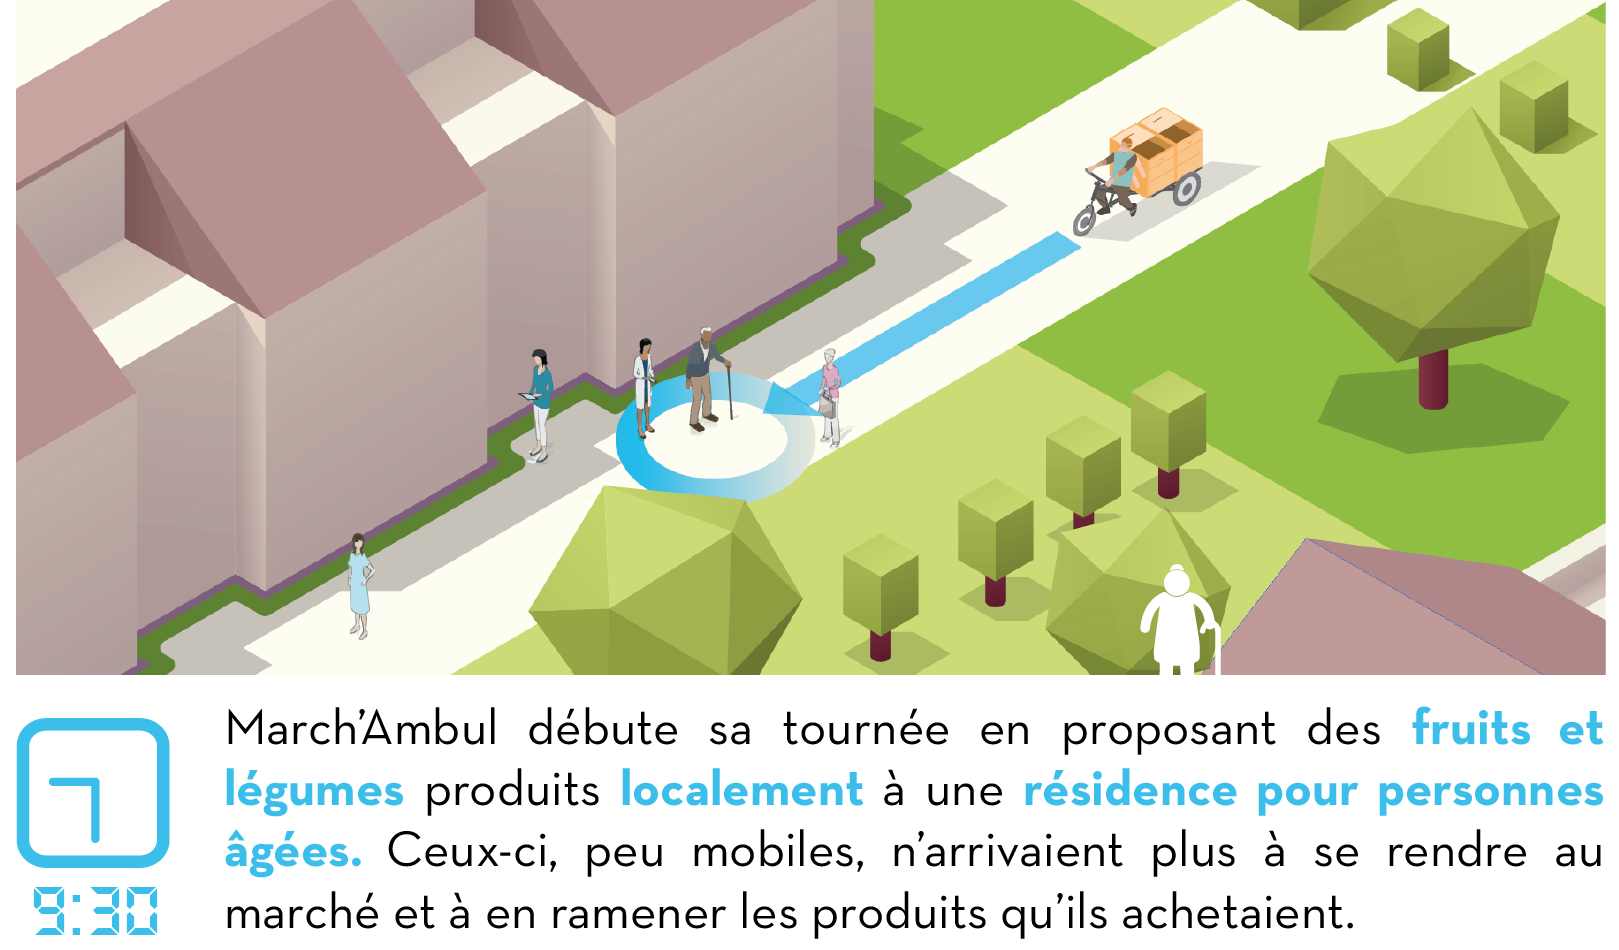 March’Ambul débute sa tournée en proposant des fruits et
légumes produits localement à une résidence pour personnes
âgées. Ceux-ci, peu mobiles, n’arrivaient plus à se rendre au
marché et à en ramener les produits qu’ils achetaient.
9:30